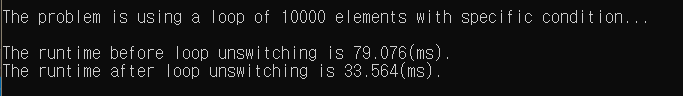 The problem is using a loop of 10000 elements with specific condition...
The runtime before loop unswitching is 79.076(ms).
The runtime after loop unswitching is 33.564(ms).